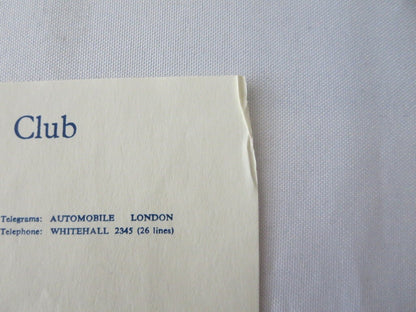 Club
Telegrams: AUTOMOBILE LONDON
Telephone: WHITEHALL 2345 (26 lines)